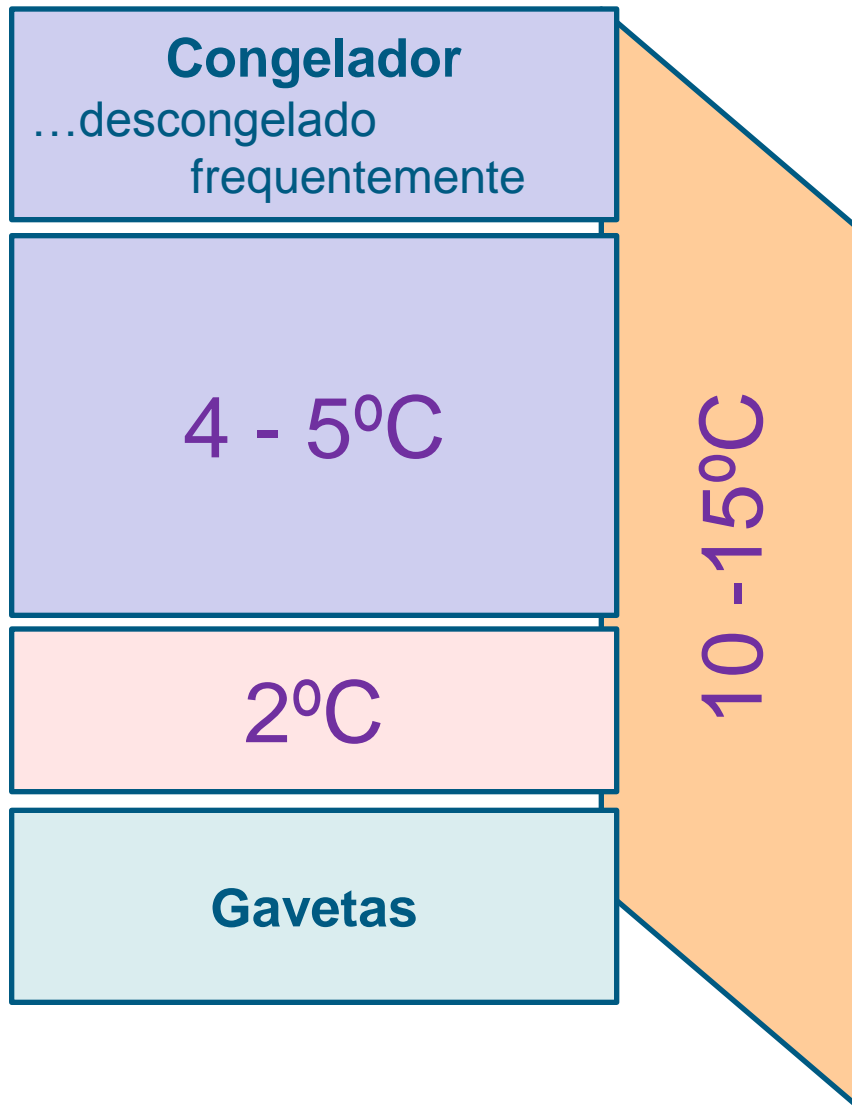 Congelador
…descongelado
frequentemente
4 - 5ºC
2ºC
Gavetas
10 -15ºC